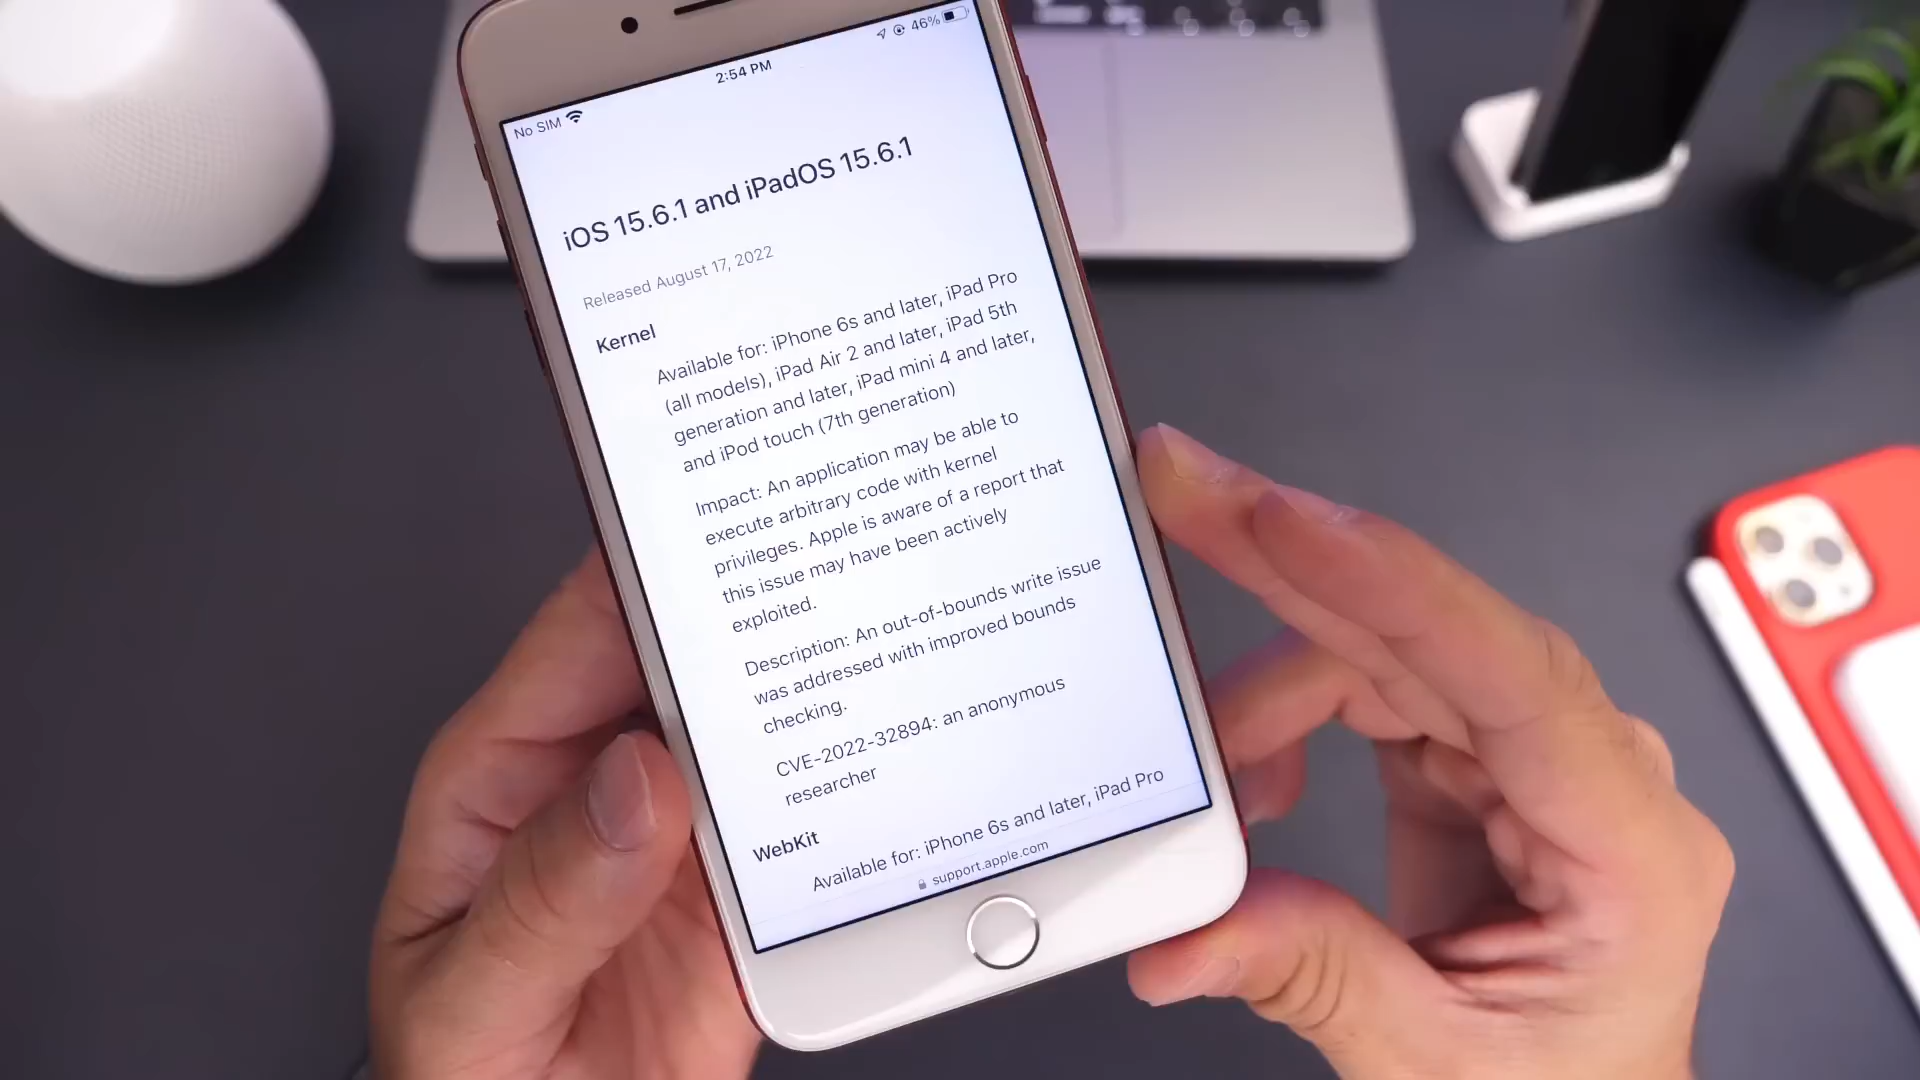 No SIM
2:54 PM
46%
iOS 15.6.1 and iPadOS 15.6.1
Released August 17, 2022
Kernel
Available for: iPhone 6s and later, iPad Pro
(all models), iPad Air 2 and later, iPad 5th
generation and later, iPad mini 4 and later,
and iPod touch (7th generation)
Impact: An application may be able to
execute arbitrary code with kernel
privileges. Apple is aware of a report that
this issue may have been actively
exploited.
Description: An out-of-bounds write issue
was addressed with improved bounds
checking.
CVE-2022-32894: an anonymous
researcher
WebKit
Available for: iPhone 6s and later, iPad Pro
support.apple.com